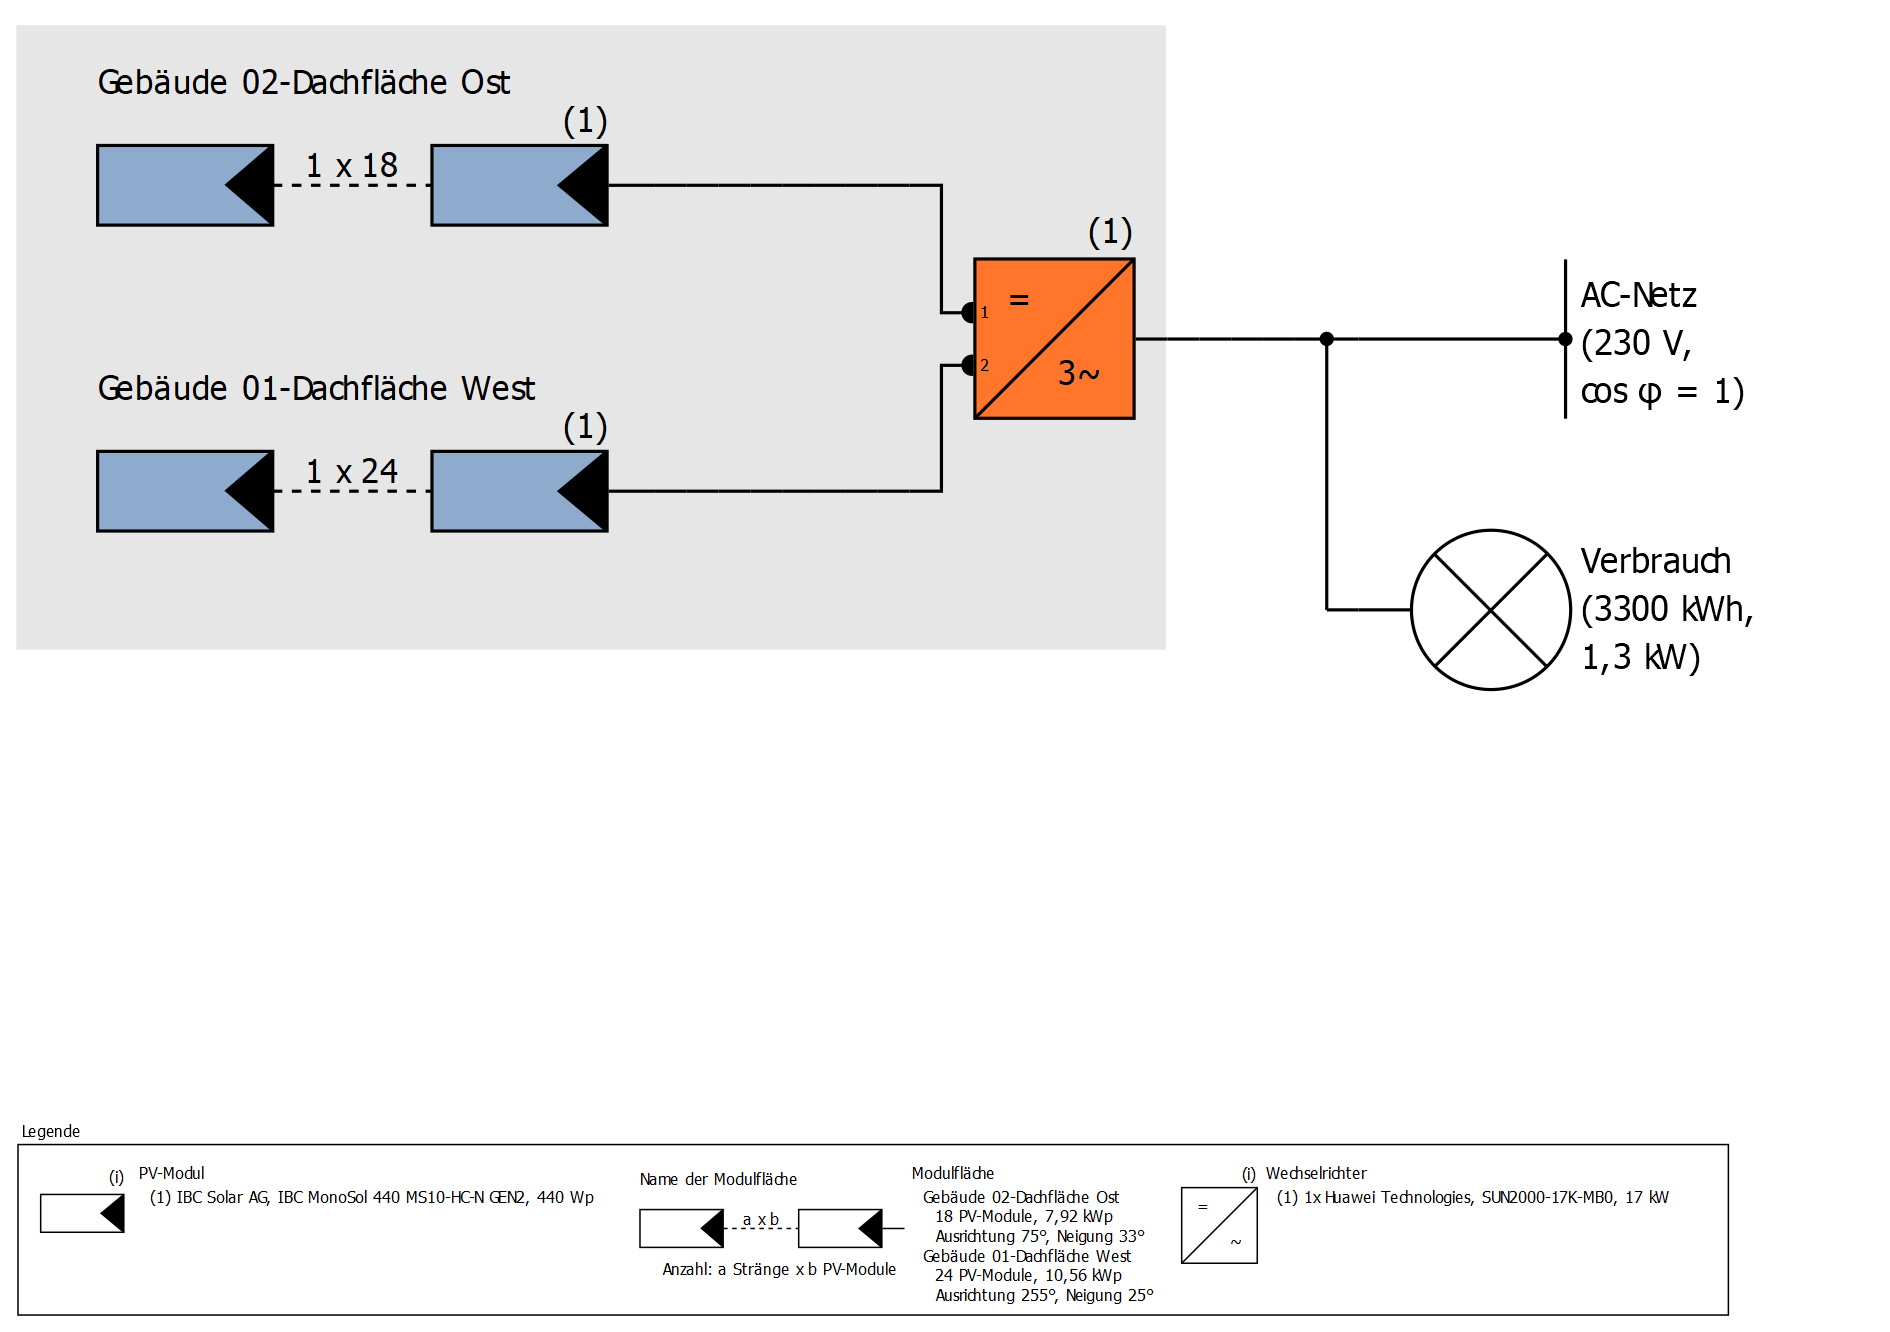 Gebäude 02-Dachfläche Ost
(1)
1 x 18
(1)
1
=
2
3~
Gebäude 01-Dachfläche West
(1)
1 x 24
AC-Netz
(230 V,
cos φ = 1)
Verbrauch
(3300 kWh,
1,3 kW)
Legende
(i) PV-Modul
(1) IBC Solar AG, IBC MonoSol 440 MS10-HC-N GEN2, 440 Wp
Name der Modulfläche
a x b
Anzahl: a Stränge x b PV-Module
Modulfläche
Gebäude 02-Dachfläche Ost
18 PV-Module, 7,92 kWp
Ausrichtung 75°, Neigung 33°
Gebäude 01-Dachfläche West
24 PV-Module, 10,56 kWp
Ausrichtung 255°, Neigung 25°
(i) Wechselrichter
(1) 1x Huawei Technologies, SUN2000-17K-MB0, 17 kW
=
~